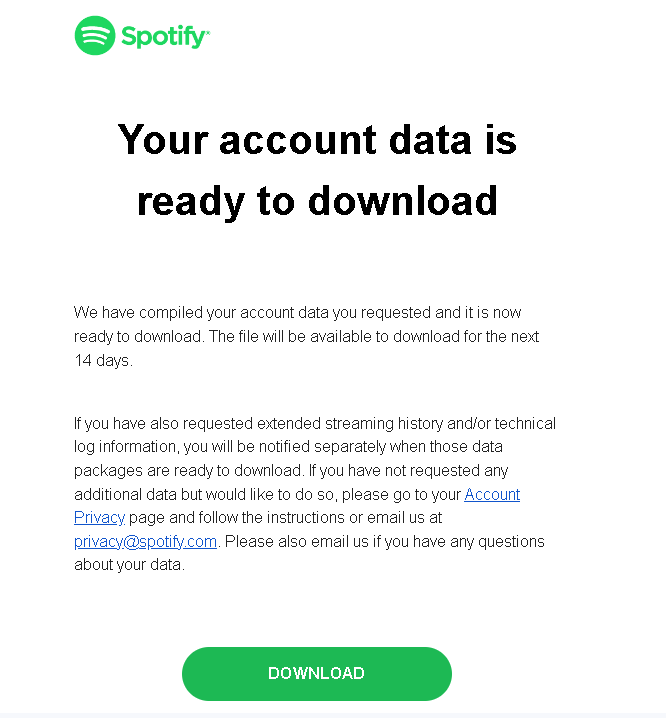 Spotify
Your account data is
ready to download
We have compiled your account data you requested and it is now
ready to download. The file will be available to download for the next
14 days.
If you have also requested extended streaming history and/or technical
log information, you will be notified separately when those data
packages are ready to download. If you have not requested any
additional data but would like to do so, please go to your Account
Privacy page and follow the instructions or email us at
privacy@spotify.com. Please also email us if you have any questions
about your data.
DOWNLOAD